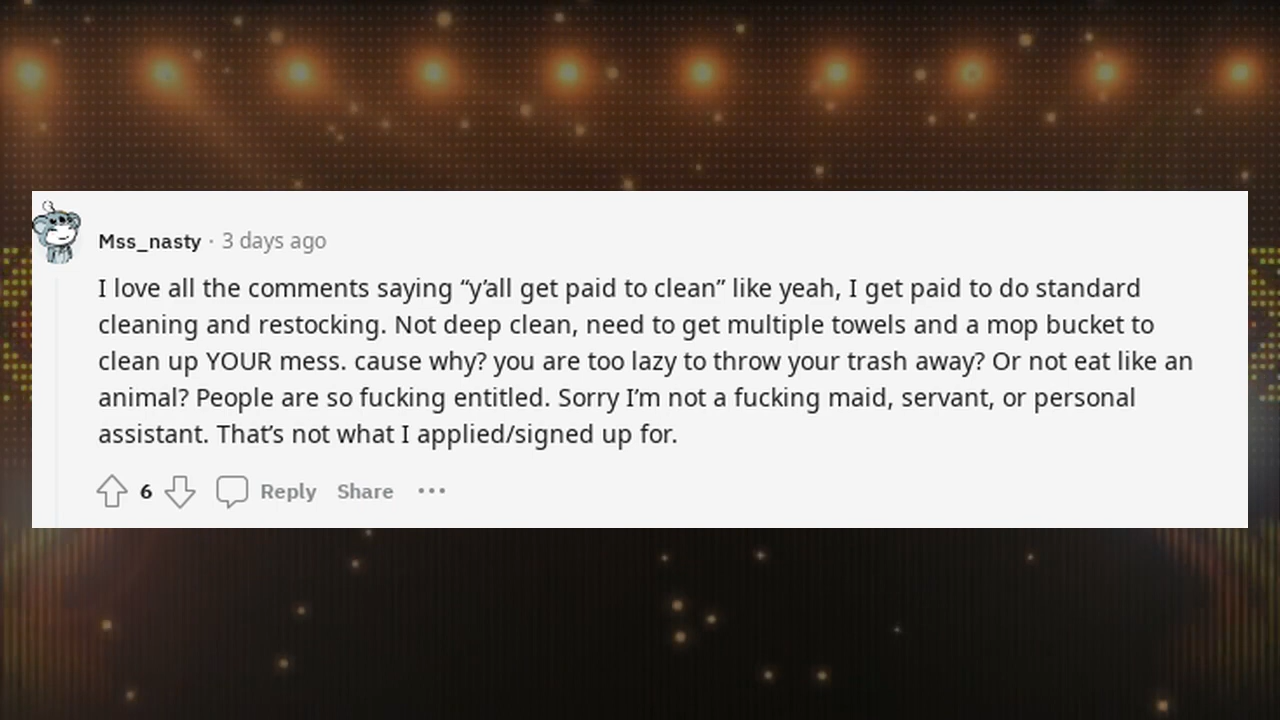 Mss_nasty · 3 days ago
I love all the comments saying “y’all get paid to clean” like yeah, I get paid to do standard
cleaning and restocking. Not deep clean, need to get multiple towels and a mop bucket to
clean up YOUR mess. cause why? you are too lazy to throw your trash away? Or not eat like an
animal? People are so fucking entitled. Sorry I’m not a fucking maid, servant, or personal
assistant. That’s not what I applied/signed up for.
6 Reply Share •••